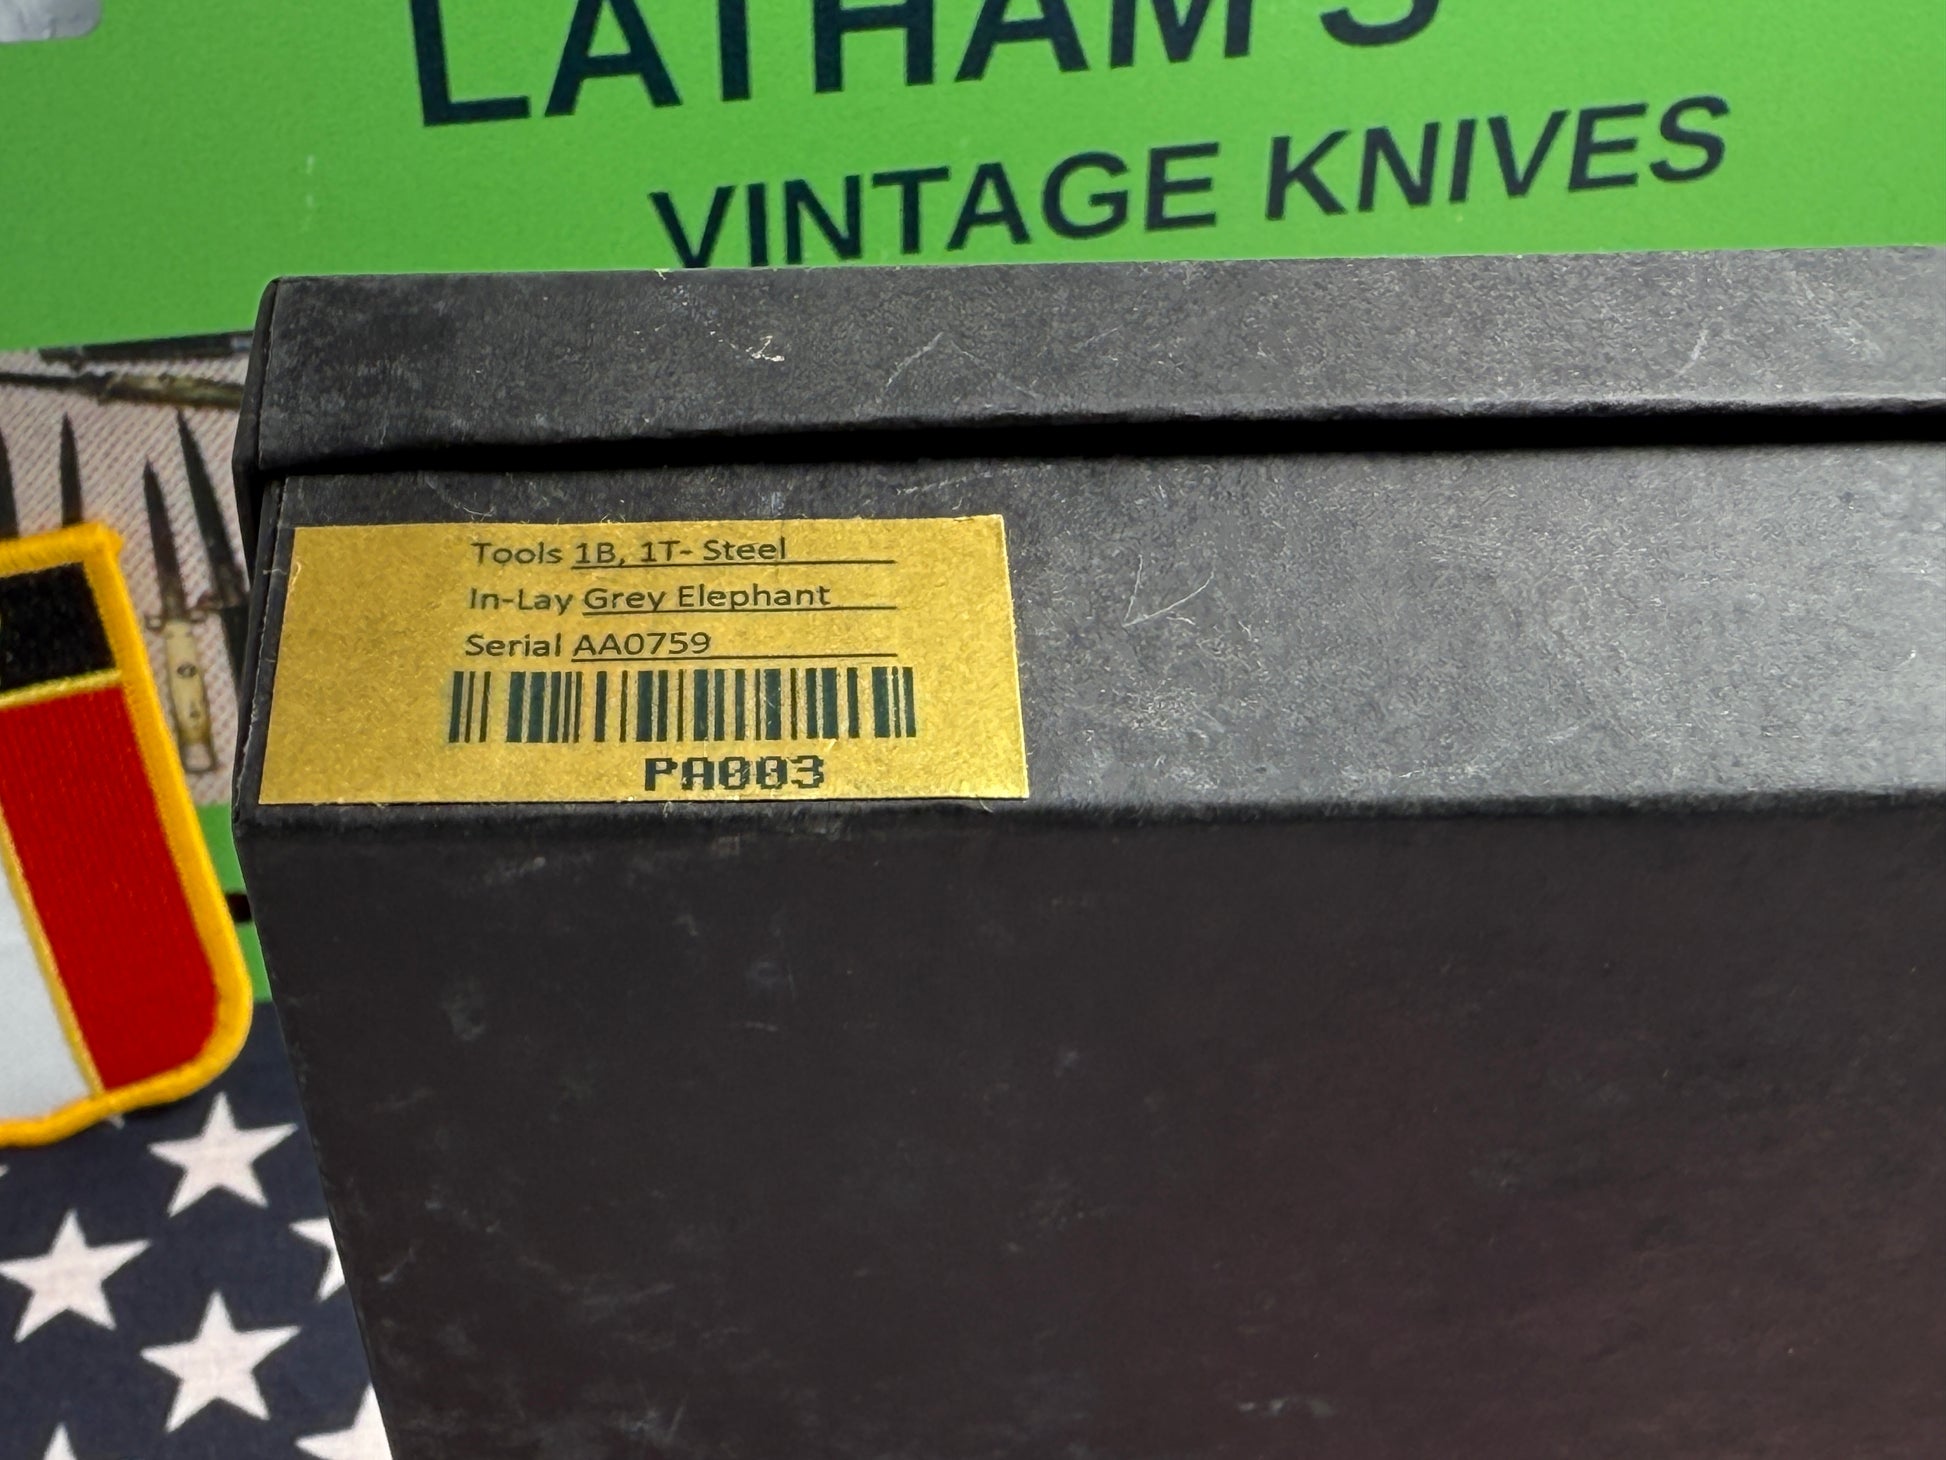 LATHAM'S
VINTAGE KNIVES
Tools 1B, 1T- Steel
In-Lay Grey Elephant
Serial AA0759
PA003